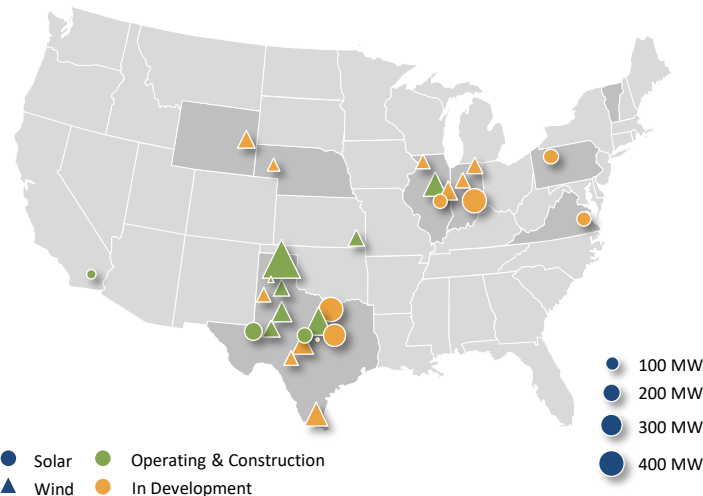 100 MW
200 MW
300 MW
400 MW
Solar Operating & Construction
Wind In Development